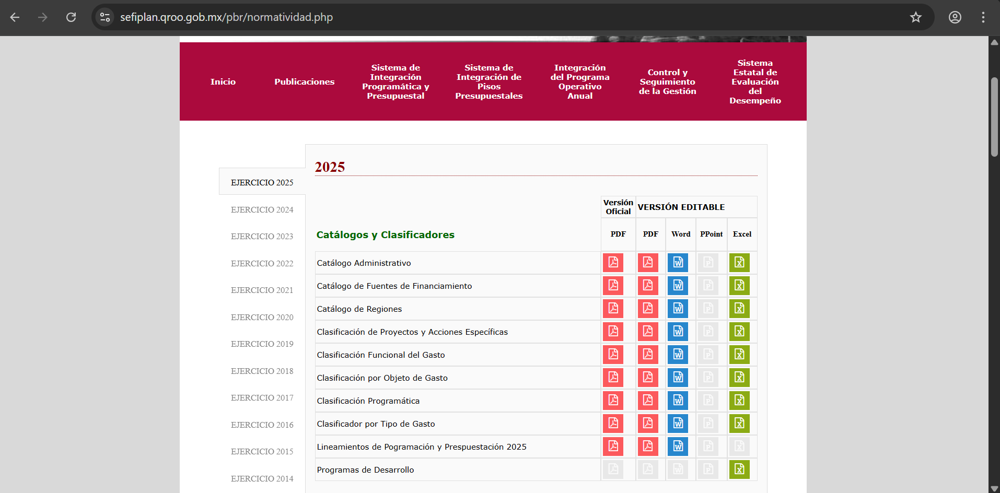 sefiplan.qroo.gob.mx/pbr/normatividad.php
Inicio
Publicaciones
Sistema de
Integración
Programática y
Presupuestal
Sistema de
Integración de
Pisos
Presupuestales
Integración
del Programa
Operativo
Anual
Control y
Seguimiento
de la Gestión
Sistema
Estatal de
Evaluación
del
Desempeño
EJERCICIO 2025
EJERCICIO 2024
EJERCICIO 2023
EJERCICIO 2022
EJERCICIO 2021
EJERCICIO 2020
EJERCICIO 2019
EJERCICIO 2018
EJERCICIO 2017
EJERCICIO 2016
EJERCICIO 2015
EJERCICIO 2014
2025
Versión
Oficial
VERSIÓN EDITABLE
Catálogos y Clasificadores
PDF
PDF
Word
PPoint
Excel
Catálogo Administrativo
Catálogo de Fuentes de Financiamiento
Catálogo de Regiones
Clasificación de Proyectos y Acciones Específicas
Clasificación Funcional del Gasto
Clasificación por Objeto de Gasto
Clasificación Programática
Clasificador por Tipo de Gasto
Lineamientos de Pogramación y Prespuestación 2025
Programas de Desarrollo